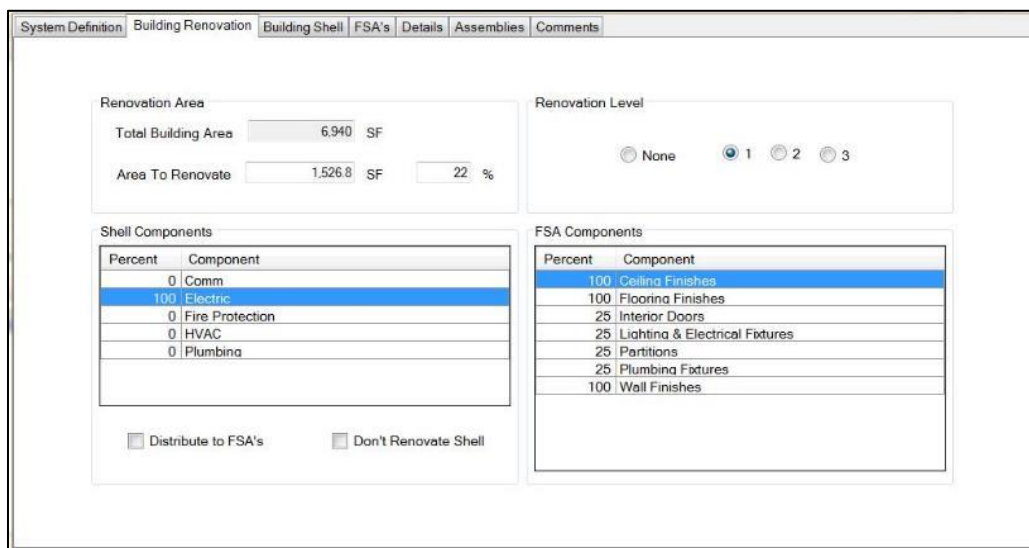 System Definition Building Renovation Building Shell FSA's Details Assemblies Comments
Renovation Area
Total Building Area 6,940 SF
Area To Renovate 1,526.8 SF 22 %
Renovation Level
None 1 2 3
Shell Components
Percent Component
0 Comm
100 Electric
0 Fire Protection
0 HVAC
0 Plumbing
Distribute to FSA's Don't Renovate Shell
FSA Components
Percent Component
100 Ceiling Finishes
100 Flooring Finishes
25 Interior Doors
25 Lighting & Electrical Fixtures
25 Partitions
25 Plumbing Fixtures
100 Wall Finishes